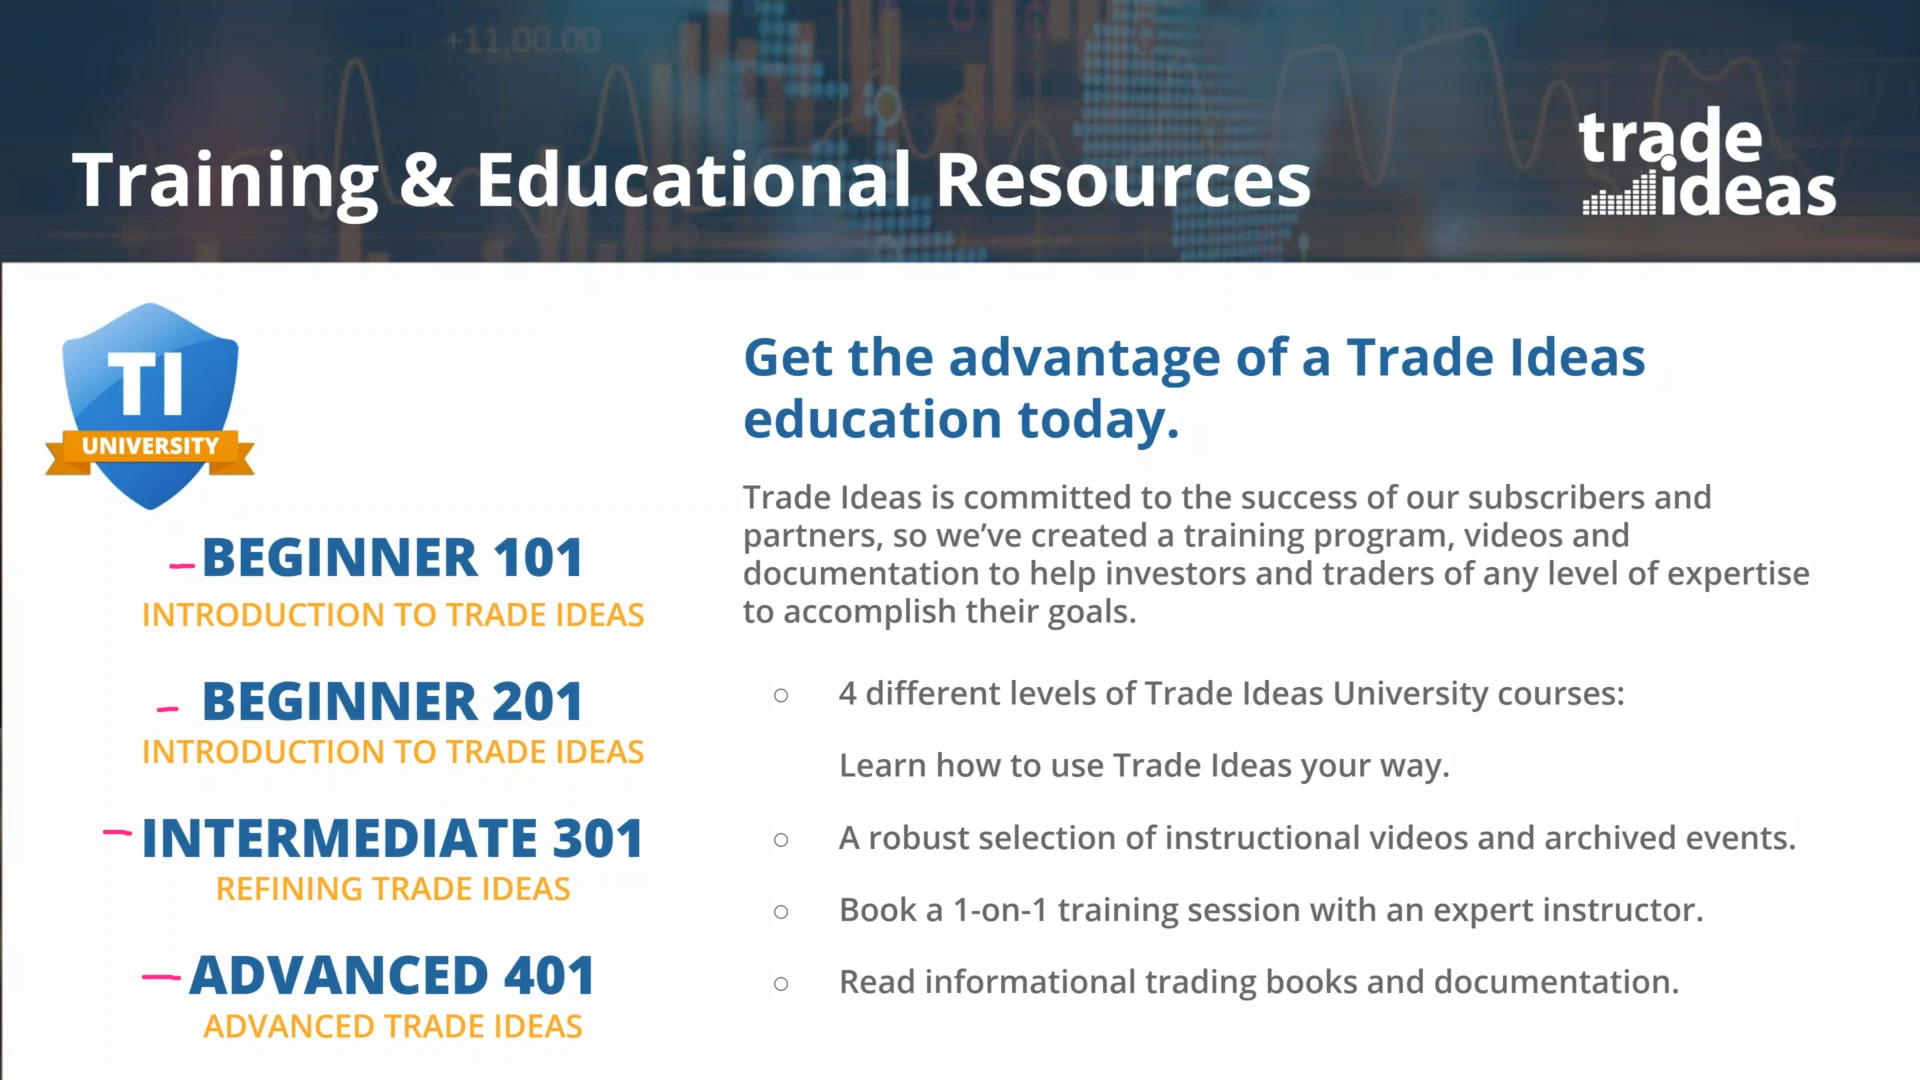 +11,00.00
Training & Educational Resources
trade
ideas
TI
UNIVERSITY
BEGINNER 101
INTRODUCTION TO TRADE IDEAS
BEGINNER 201
INTRODUCTION TO TRADE IDEAS
INTERMEDIATE 301
REFINING TRADE IDEAS
ADVANCED 401
ADVANCED TRADE IDEAS
Get the advantage of a Trade Ideas
education today.
Trade Ideas is committed to the success of our subscribers and
partners, so we’ve created a training program, videos and
documentation to help investors and traders of any level of expertise
to accomplish their goals.
○ 4 different levels of Trade Ideas University courses:
Learn how to use Trade Ideas your way.
○ A robust selection of instructional videos and archived events.
○ Book a 1-on-1 training session with an expert instructor.
○ Read informational trading books and documentation.